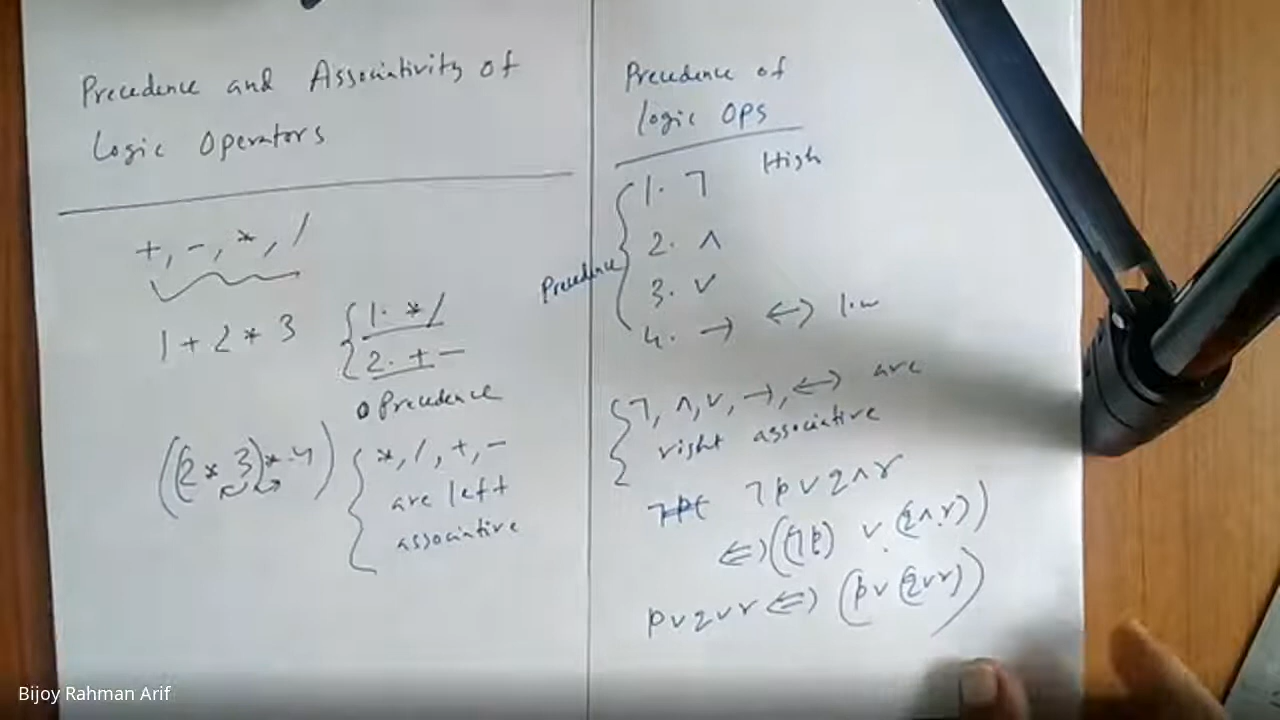 Precedence and Associativity of
Logic Operators
+, -, *, /
1 + 2 * 3
{ 1. * /
2. + -
Precedence
((2 * 3) * 4)
{ *, /, +, -
are left
associative
Precedence of
logic OPS
High
Precedence
1. ¬
2. ∧
3. ∨
4. → ↔ low
{ ¬, ∧, ∨, →, ↔ are
right associative
¬p∨q∧r
⇔ ((¬p) ∨ (q∧r))
p∨q∨r ⇔ (p∨(q∨r))
Bijoy Rahman Arif